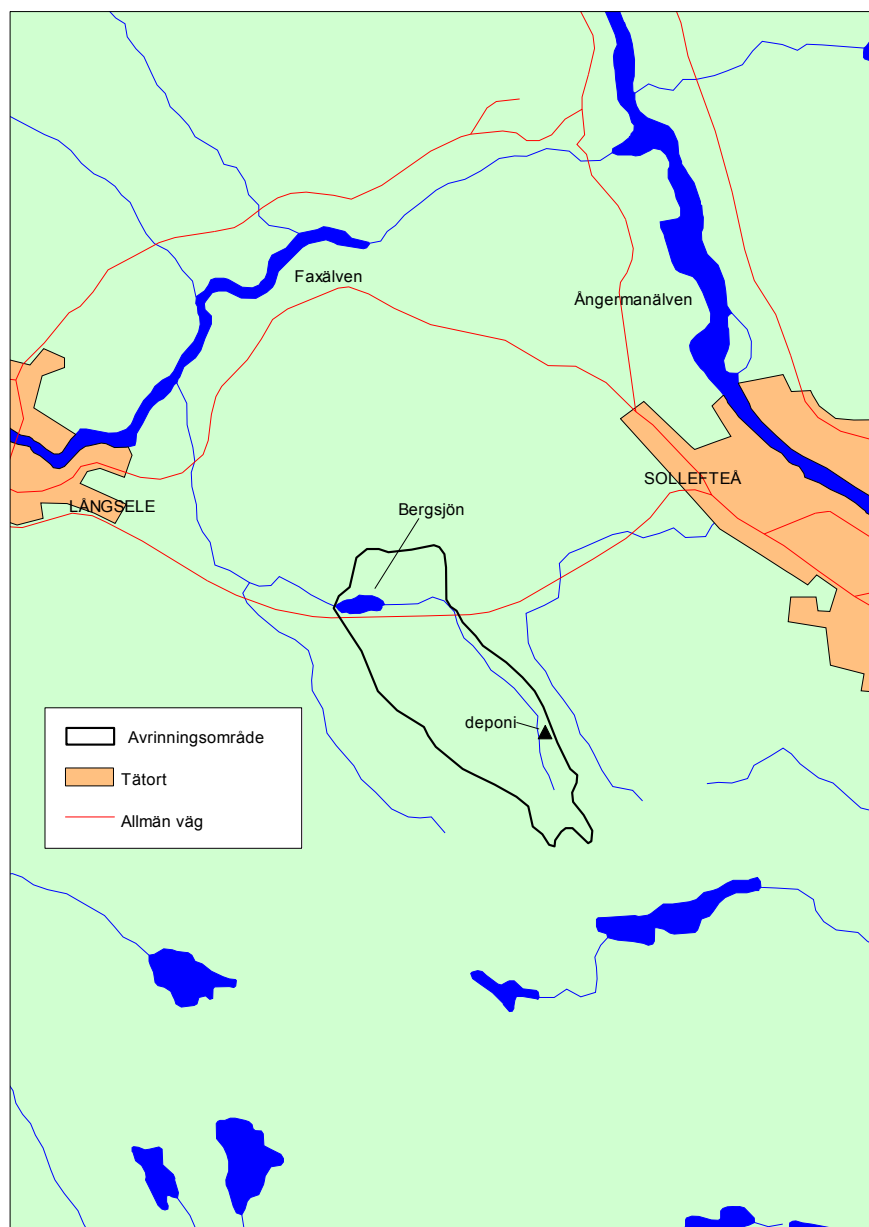 Faxälven
Ångermanälven
SOLLEFTEÅ
LÅNGSELE
Bergsjön
deponi
Avrinningsområde
Tätort
Allmän väg